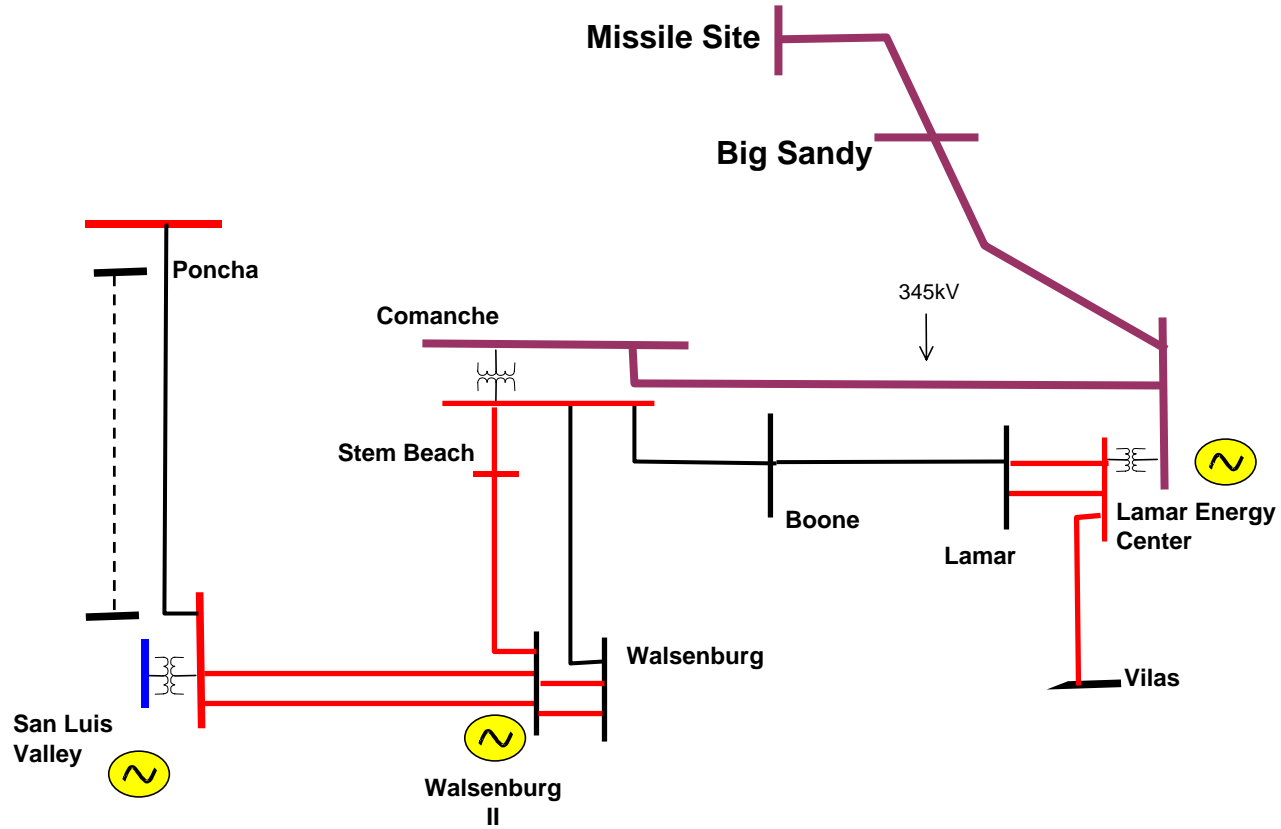 Missile Site
Big Sandy
Poncha
345kV
Comanche
Stem Beach
Boone
Lamar
Lamar Energy
Center
Walsenburg
Vilas
San Luis
Valley
Walsenburg
II